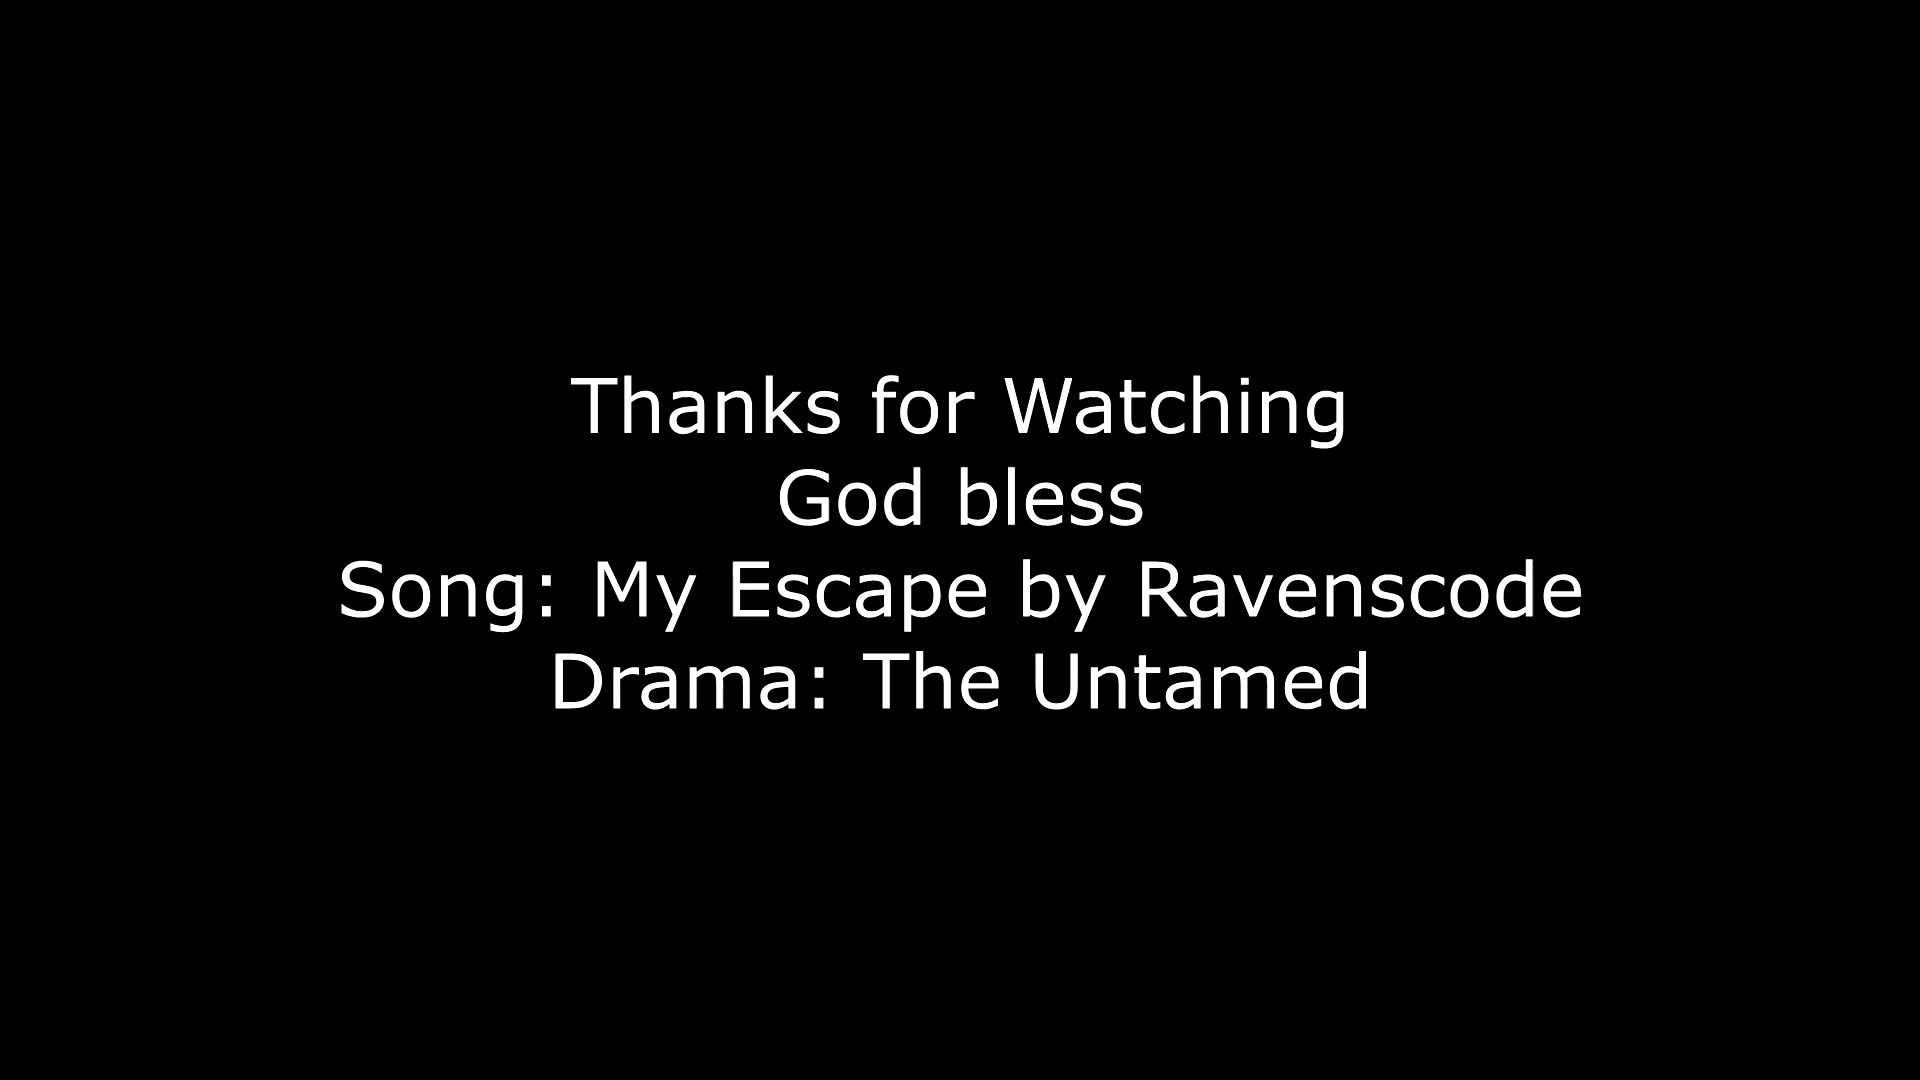 Thanks for Watching
God bless
Song: My Escape by Ravenscode
Drama: The Untamed